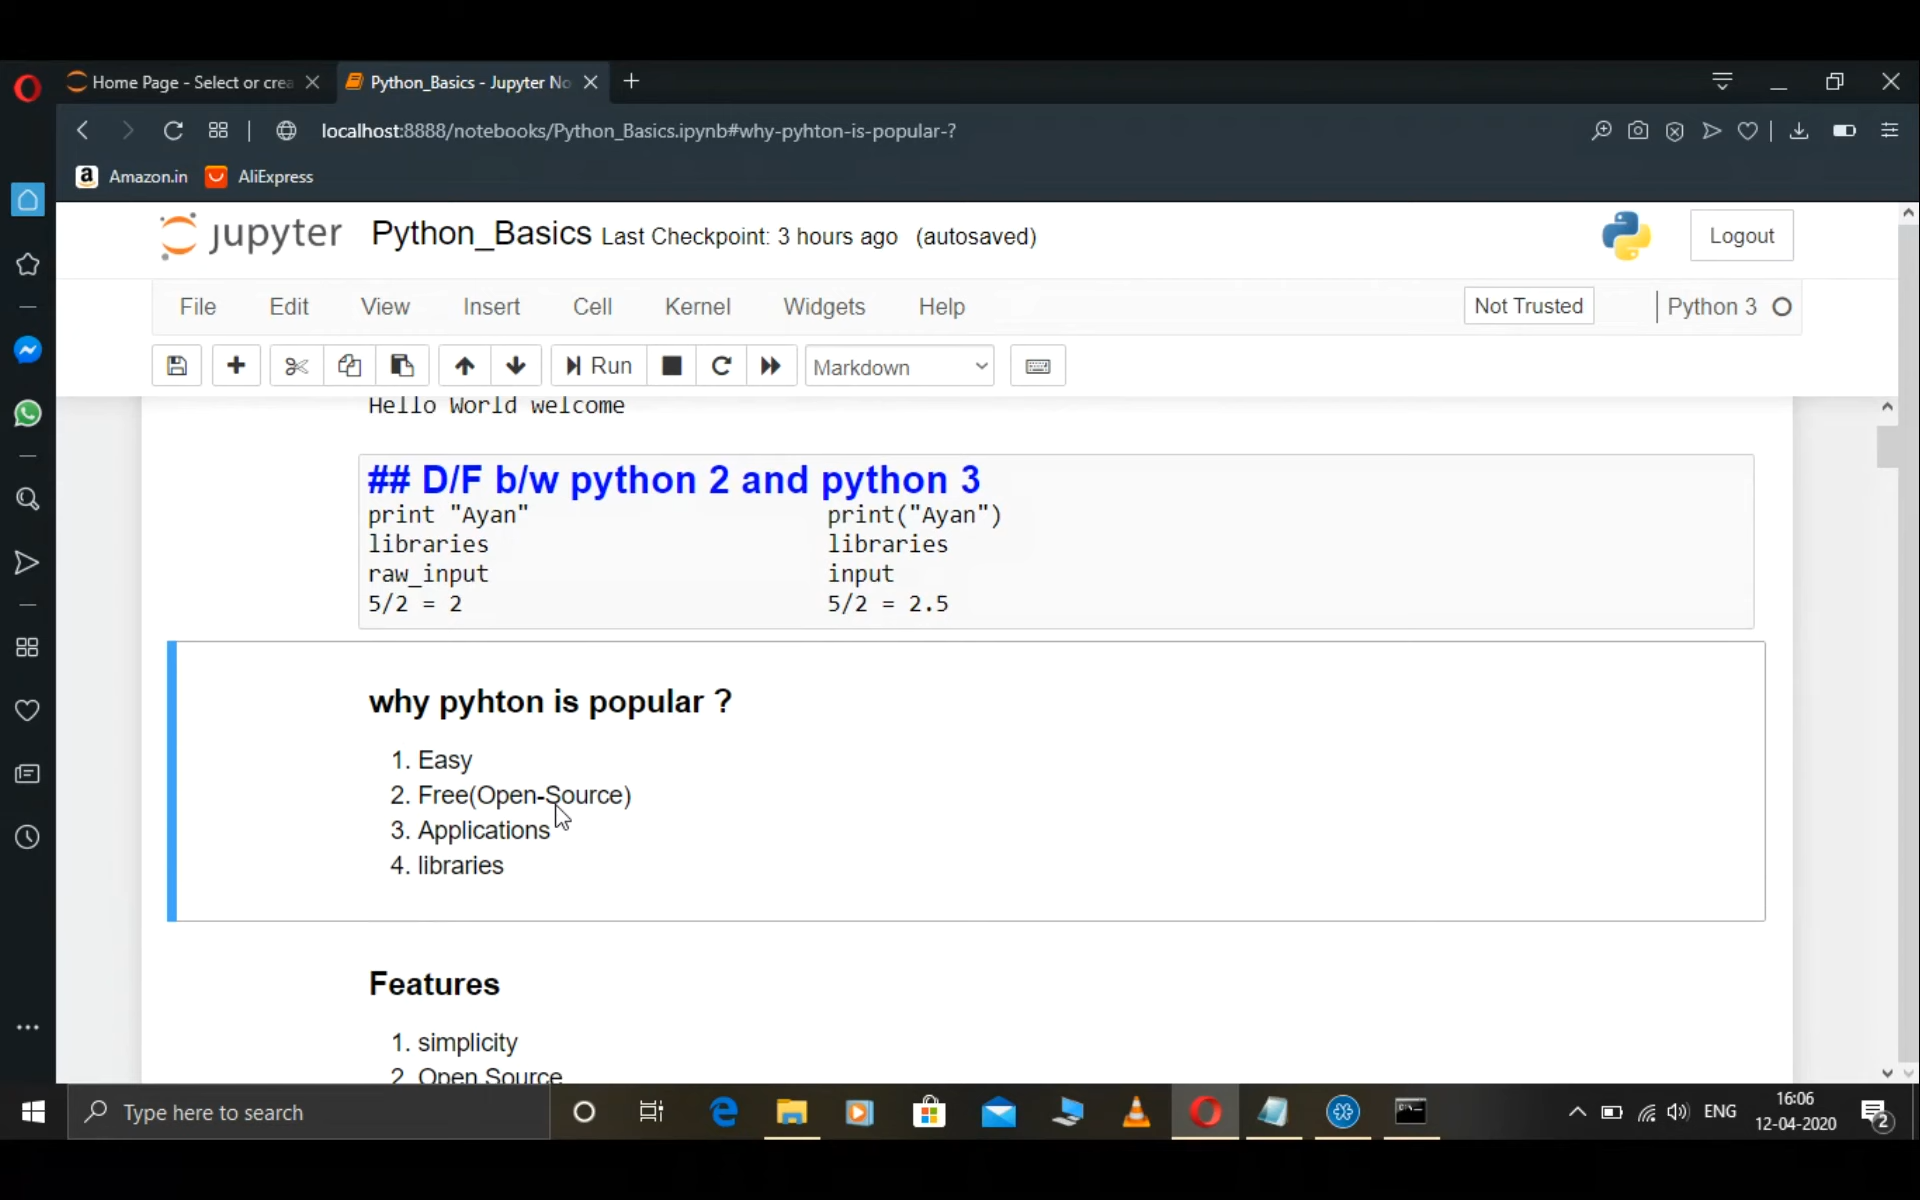 Home Page - Select or crea
Python_Basics - Jupyter No
localhost:8888/notebooks/Python_Basics.ipynb#why-pyhton-is-popular-?
Amazon.in AliExpress
jupyter Python_Basics Last Checkpoint: 3 hours ago (autosaved)
Logout
File Edit View Insert Cell Kernel Widgets Help
Not Trusted
Python 3
Run
Markdown
Hello World welcome
## D/F b/w python 2 and python 3
print "Ayan" print("Ayan")
libraries libraries
raw_input input
5/2 = 2 5/2 = 2.5
why pyhton is popular ?
1. Easy
2. Free(Open-Source)
3. Applications
4. libraries
Features
1. simplicity
2. Open Source
Type here to search
ENG
16:06
12-04-2020
2